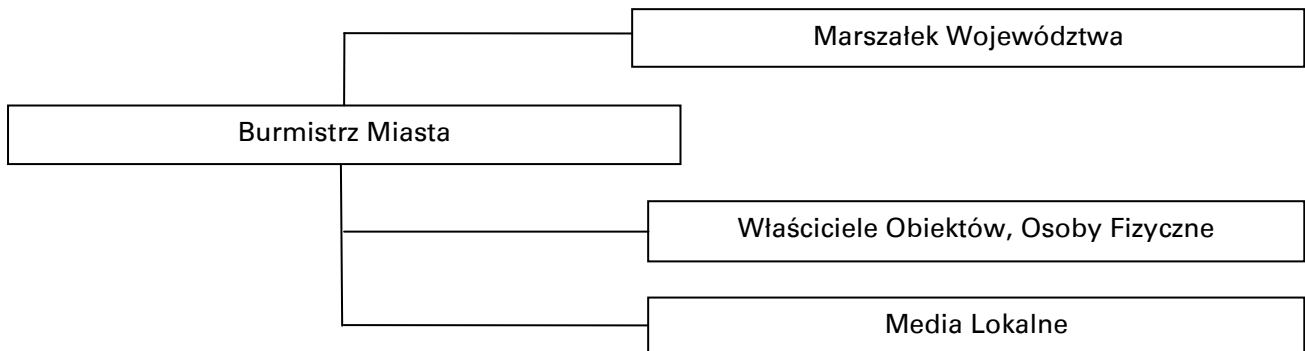 Marszałek Województwa
Burmistrz Miasta
Właściciele Obiektów, Osoby Fizyczne
Media Lokalne